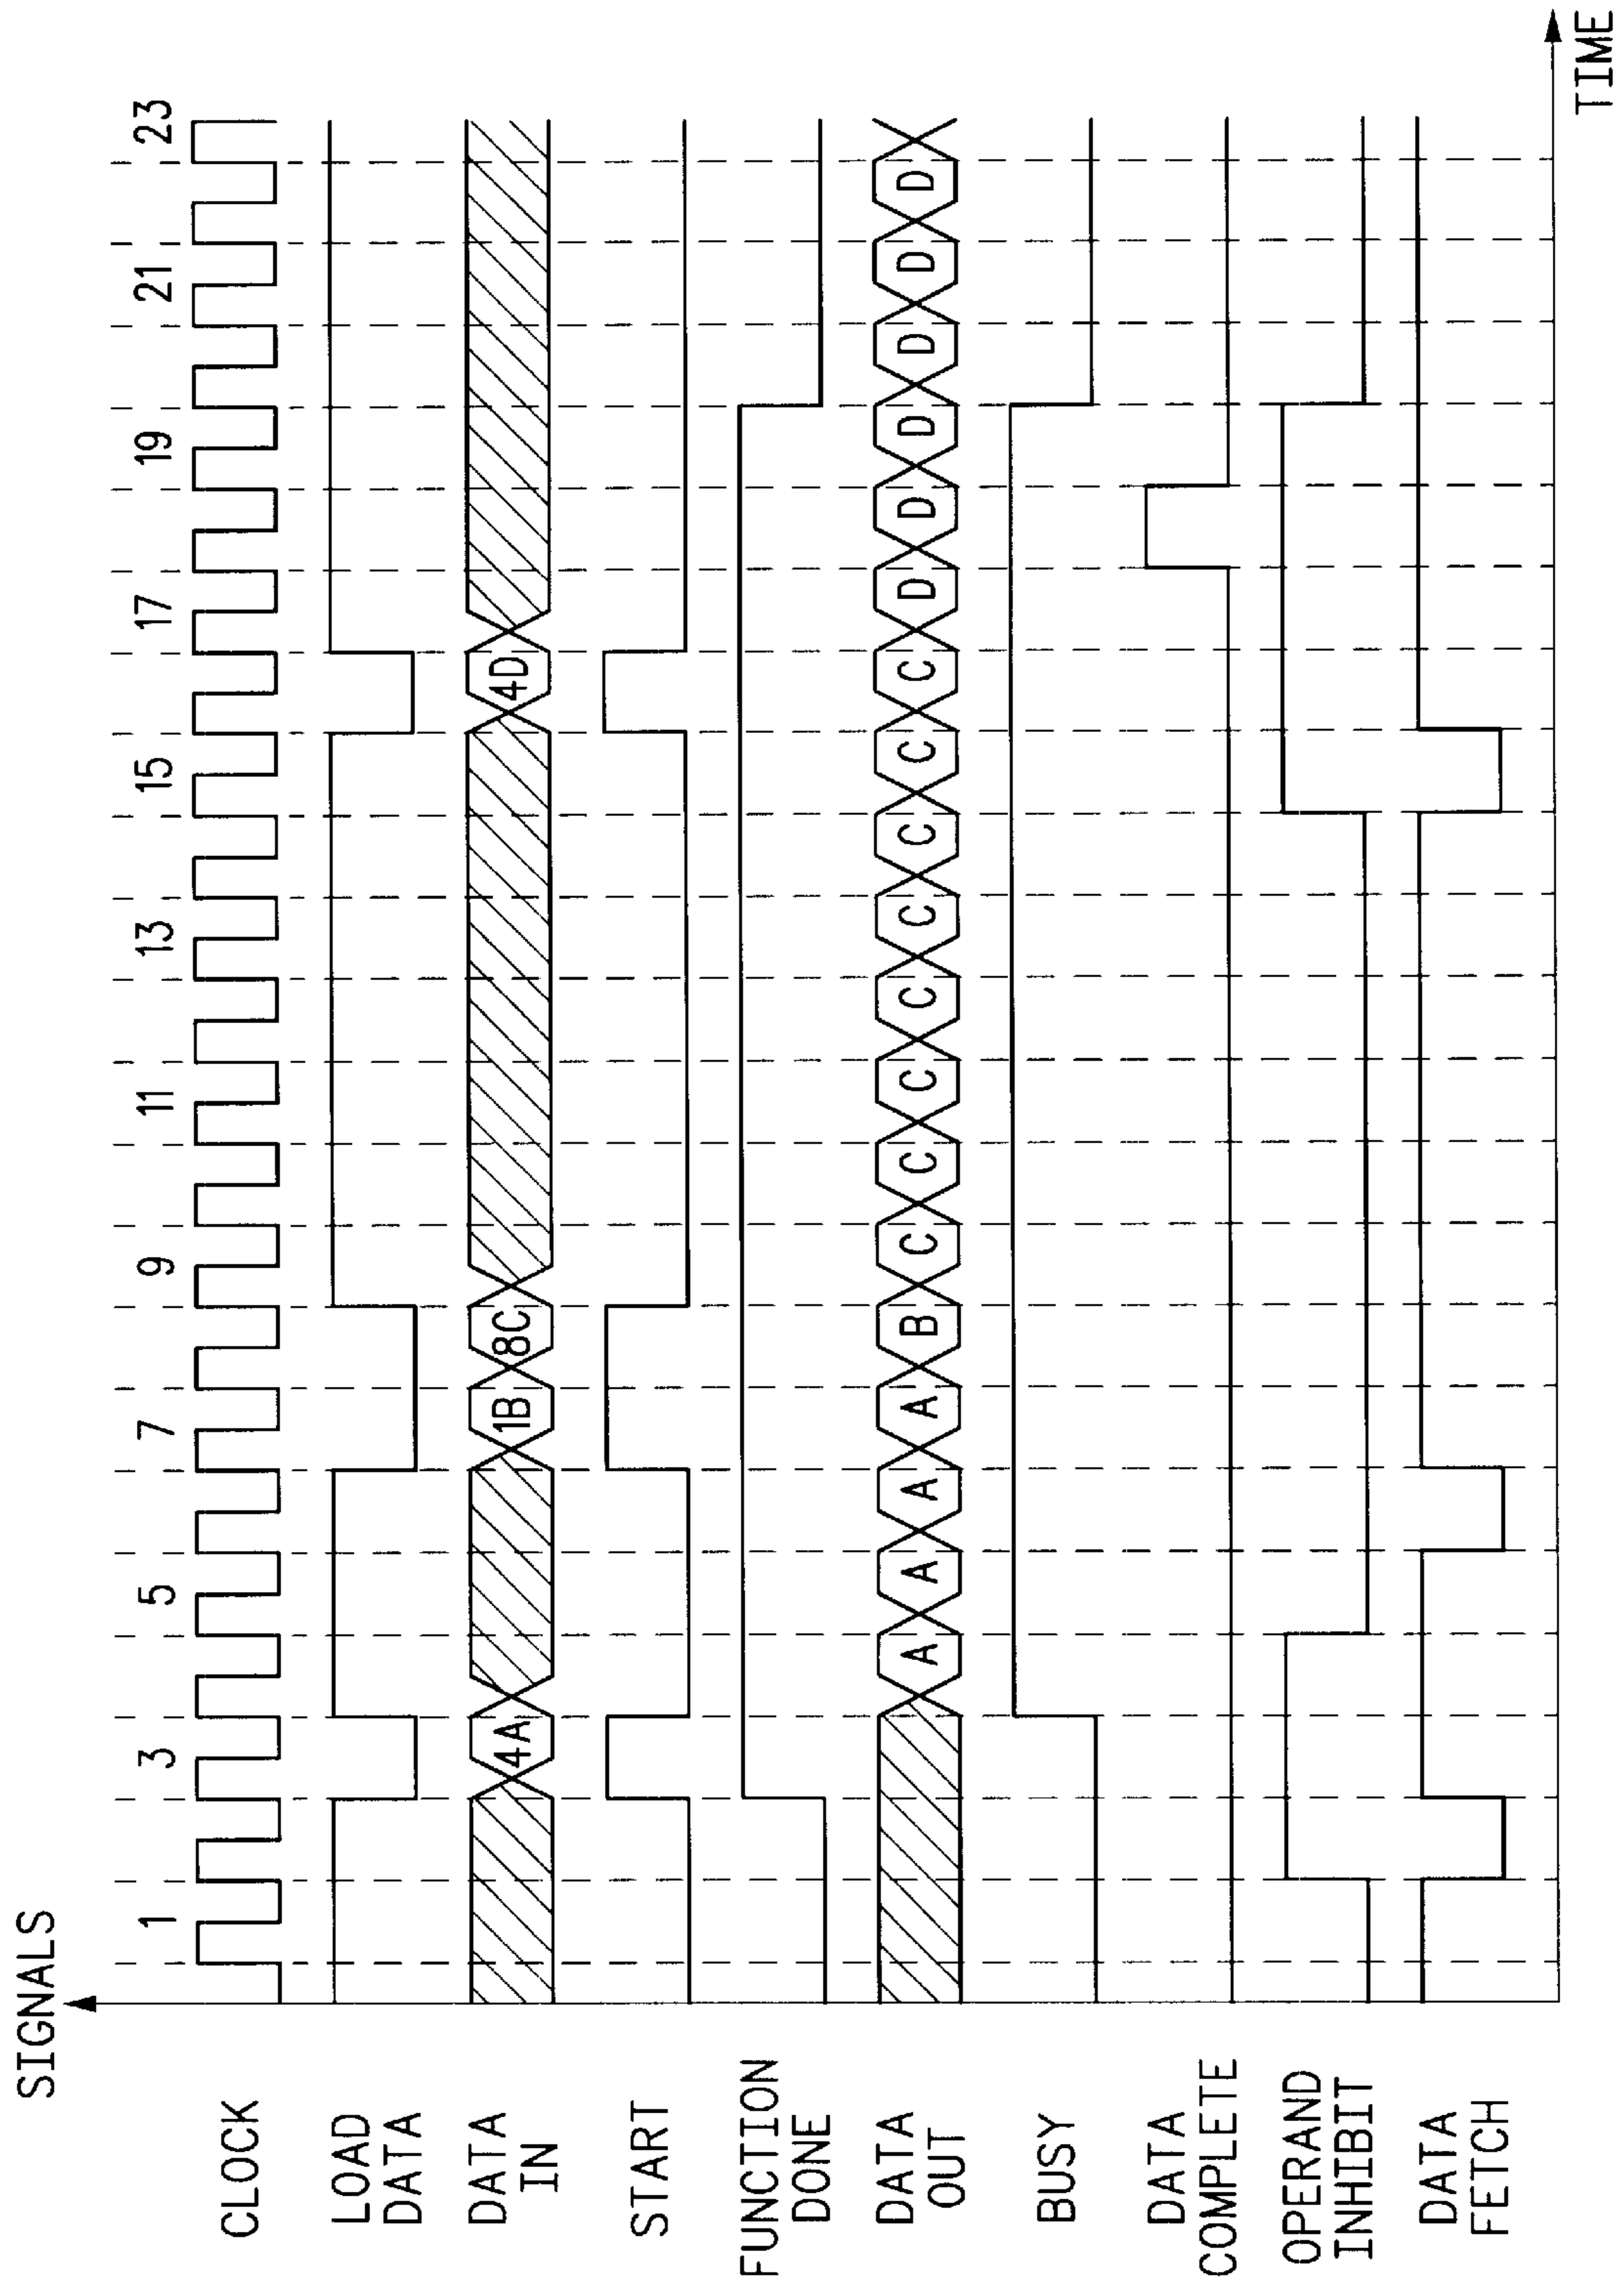 SIGNALS
1 3 5 7 9 11 13 15 17 19 21 23
CLOCK
LOAD
DATA
DATA
IN
4A 1B 8C 4D
START
FUNCTION
DONE
DATA
OUT
A A A A B C C C C C C C C D D D D D D
BUSY
DATA
COMPLETE
OPERAND
INHIBIT
DATA
FETCH
TIME